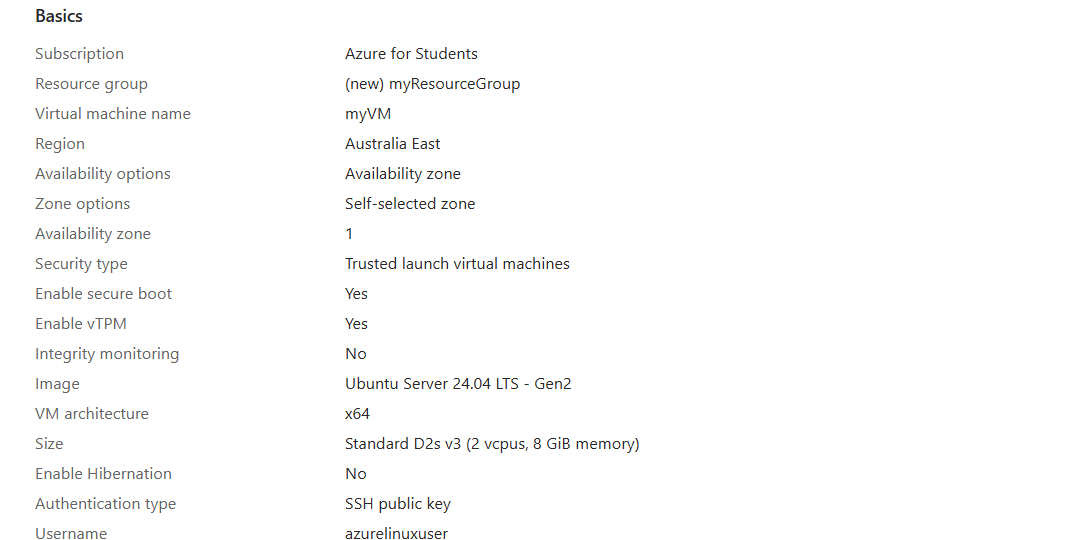 Basics
Subscription Azure for Students
Resource group (new) myResourceGroup
Virtual machine name myVM
Region Australia East
Availability options Availability zone
Zone options Self-selected zone
Availability zone 1
Security type Trusted launch virtual machines
Enable secure boot Yes
Enable vTPM Yes
Integrity monitoring No
Image Ubuntu Server 24.04 LTS - Gen2
VM architecture x64
Size Standard D2s v3 (2 vcpus, 8 GiB memory)
Enable Hibernation No
Authentication type SSH public key
Username azurelinuxuser